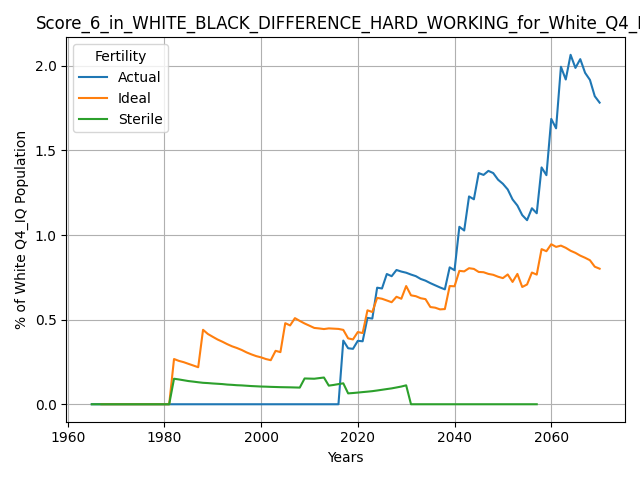 Score_6_in_WHITE_BLACK_DIFFERENCE_HARD_WORKING_for_White_Q4_I
Fertility
Actual
Ideal
Sterile
% of White Q4_IQ Population
2.0
1.5
1.0
0.5
0.0
1960 1980 2000 2020 2040 2060
Years